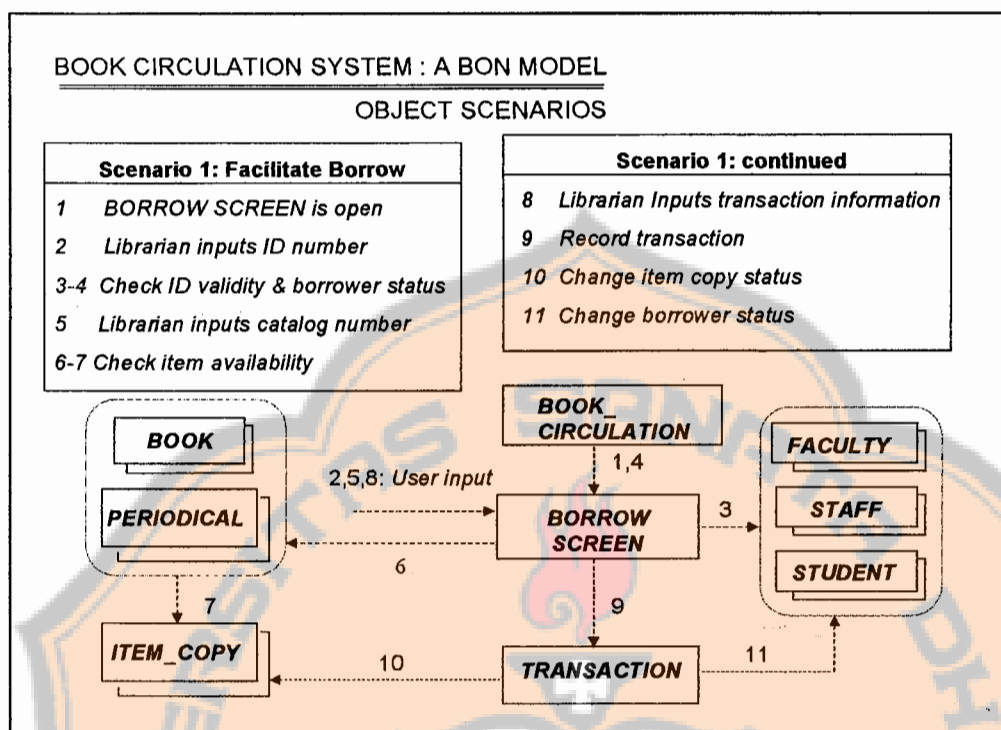 BOOK CIRCULATION SYSTEM : A BON MODEL
OBJECT SCENARIOS
Scenario 1: Facilitate Borrow
1 BORROW SCREEN is open
2 Librarian inputs ID number
3-4 Check ID validity & borrower status
5 Librarian inputs catalog number
6-7 Check item availability
Scenario 1: continued
8 Librarian Inputs transaction information
9 Record transaction
10 Change item copy status
11 Change borrower status
BOOK
PERIODICAL
2,5,8: User input
6
7
ITEM_COPY
BOOK_
CIRCULATION
1,4
BORROW
SCREEN
3
9
10
TRANSACTION
11
FACULTY
STAFF
STUDENT
ERSITAS SANATA DH